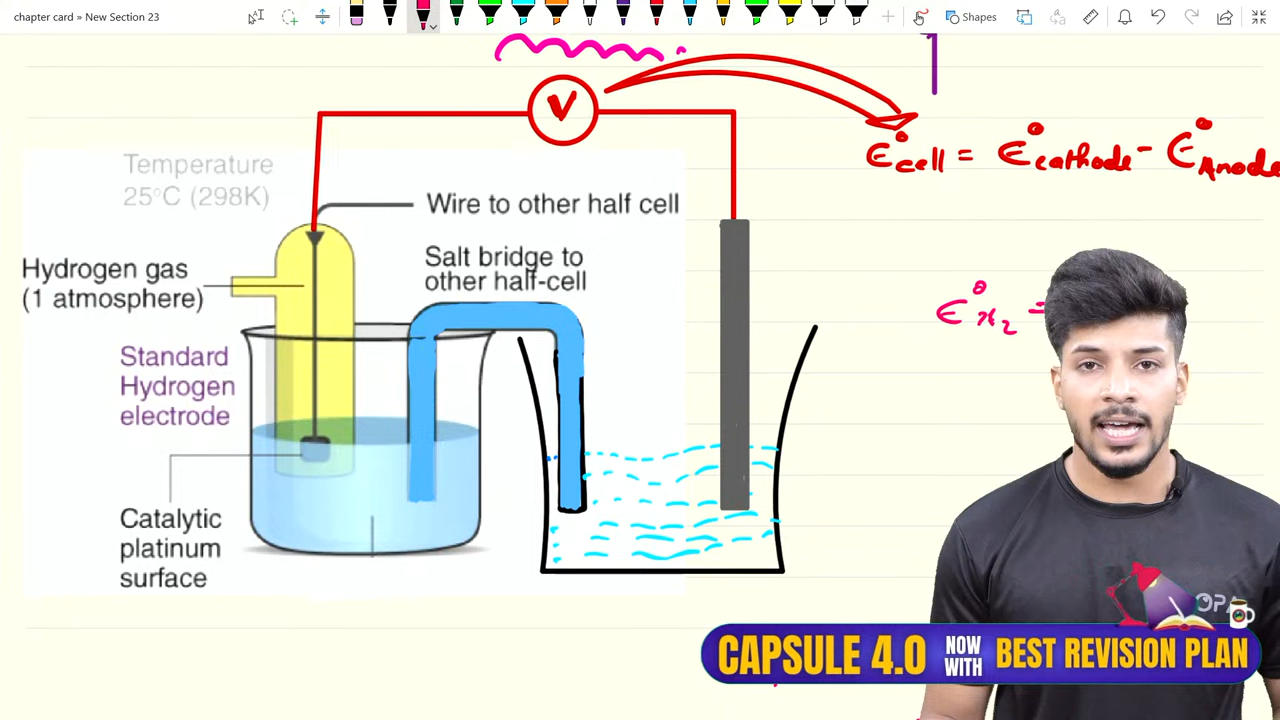 chapter card » New Section 23
Shapes
V
E°cell = E°cathode - E°Anode
Temperature
25°C (298K)
Wire to other half cell
Hydrogen gas
(1 atmosphere)
Salt bridge to
other half-cell
E°H2 =
Standard
Hydrogen
electrode
Catalytic
platinum
surface
CAPSULE 4.0 NOW WITH BEST REVISION PLAN